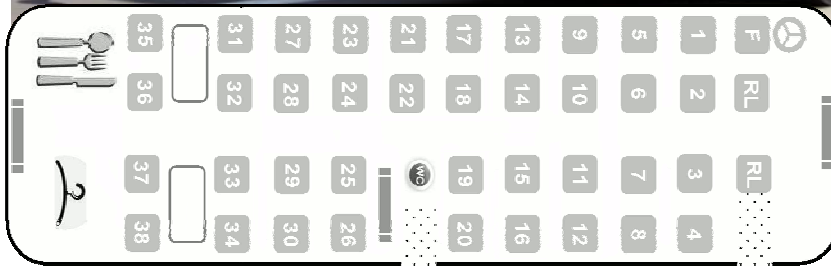 35 31 27 23 21 17 13 9 5 1 F
36 32 28 24 22 18 14 10 6 2 RL
37 33 29 25 WC 19 15 11 7 3 RL
38 34 30 26 20 16 12 8 4